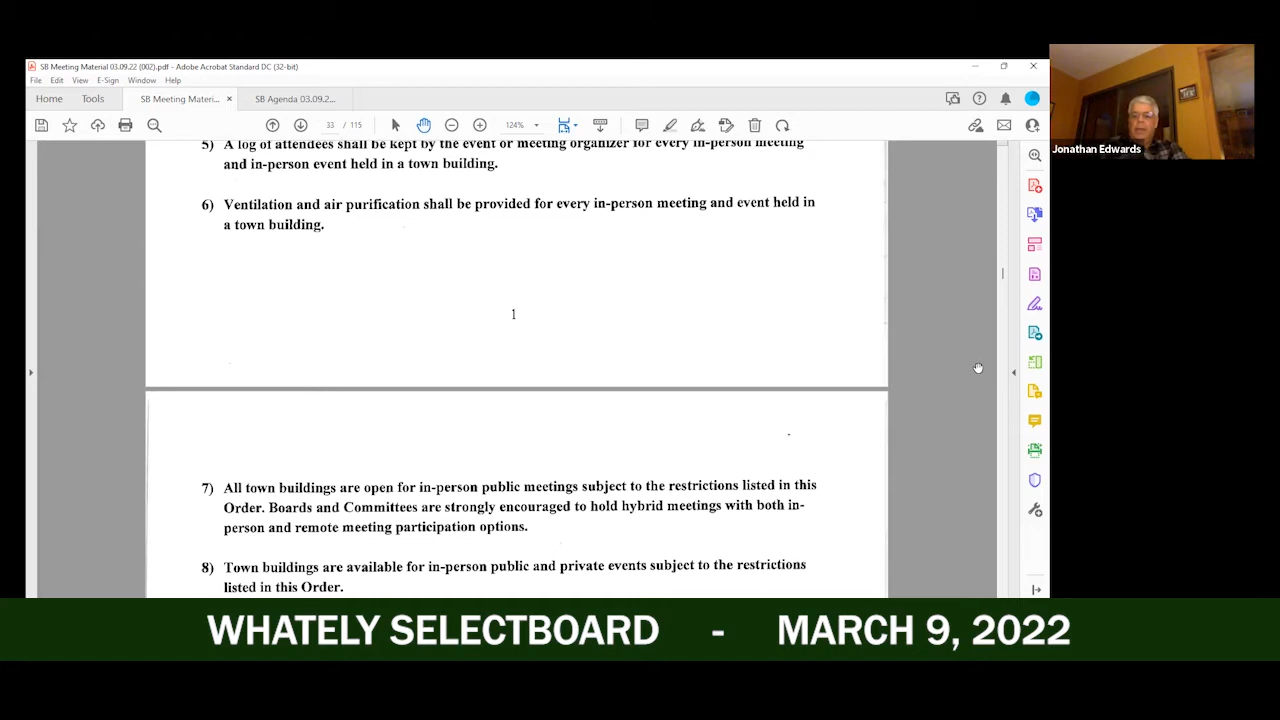 SB Meeting Material 03.09.22 (002).pdf - Adobe Acrobat Standard DC (32-bit)
File Edit View E-Sign Window Help
Home Tools SB Meeting Materi... × SB Agenda 03.09.2...
33 / 115 124%
Jonathan Edwards
5) A log of attendees shall be kept by the event or meeting organizer for every in-person meeting
and in-person event held in a town building.
6) Ventilation and air purification shall be provided for every in-person meeting and event held in
a town building.
1
7) All town buildings are open for in-person public meetings subject to the restrictions listed in this
Order. Boards and Committees are strongly encouraged to hold hybrid meetings with both in-
person and remote meeting participation options.
8) Town buildings are available for in-person public and private events subject to the restrictions
listed in this Order.
WHATELY SELECTBOARD - MARCH 9, 2022